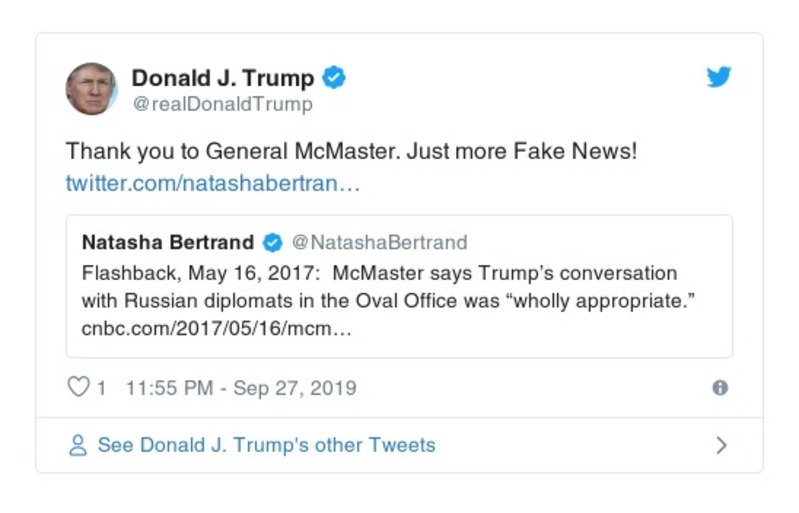 Donald J. Trump
@realDonaldTrump
Thank you to General McMaster. Just more Fake News!
twitter.com/natashabertran…
Natasha Bertrand @NatashaBertrand
Flashback, May 16, 2017: McMaster says Trump’s conversation
with Russian diplomats in the Oval Office was “wholly appropriate.”
cnbc.com/2017/05/16/mcm…
1 11:55 PM - Sep 27, 2019
See Donald J. Trump's other Tweets